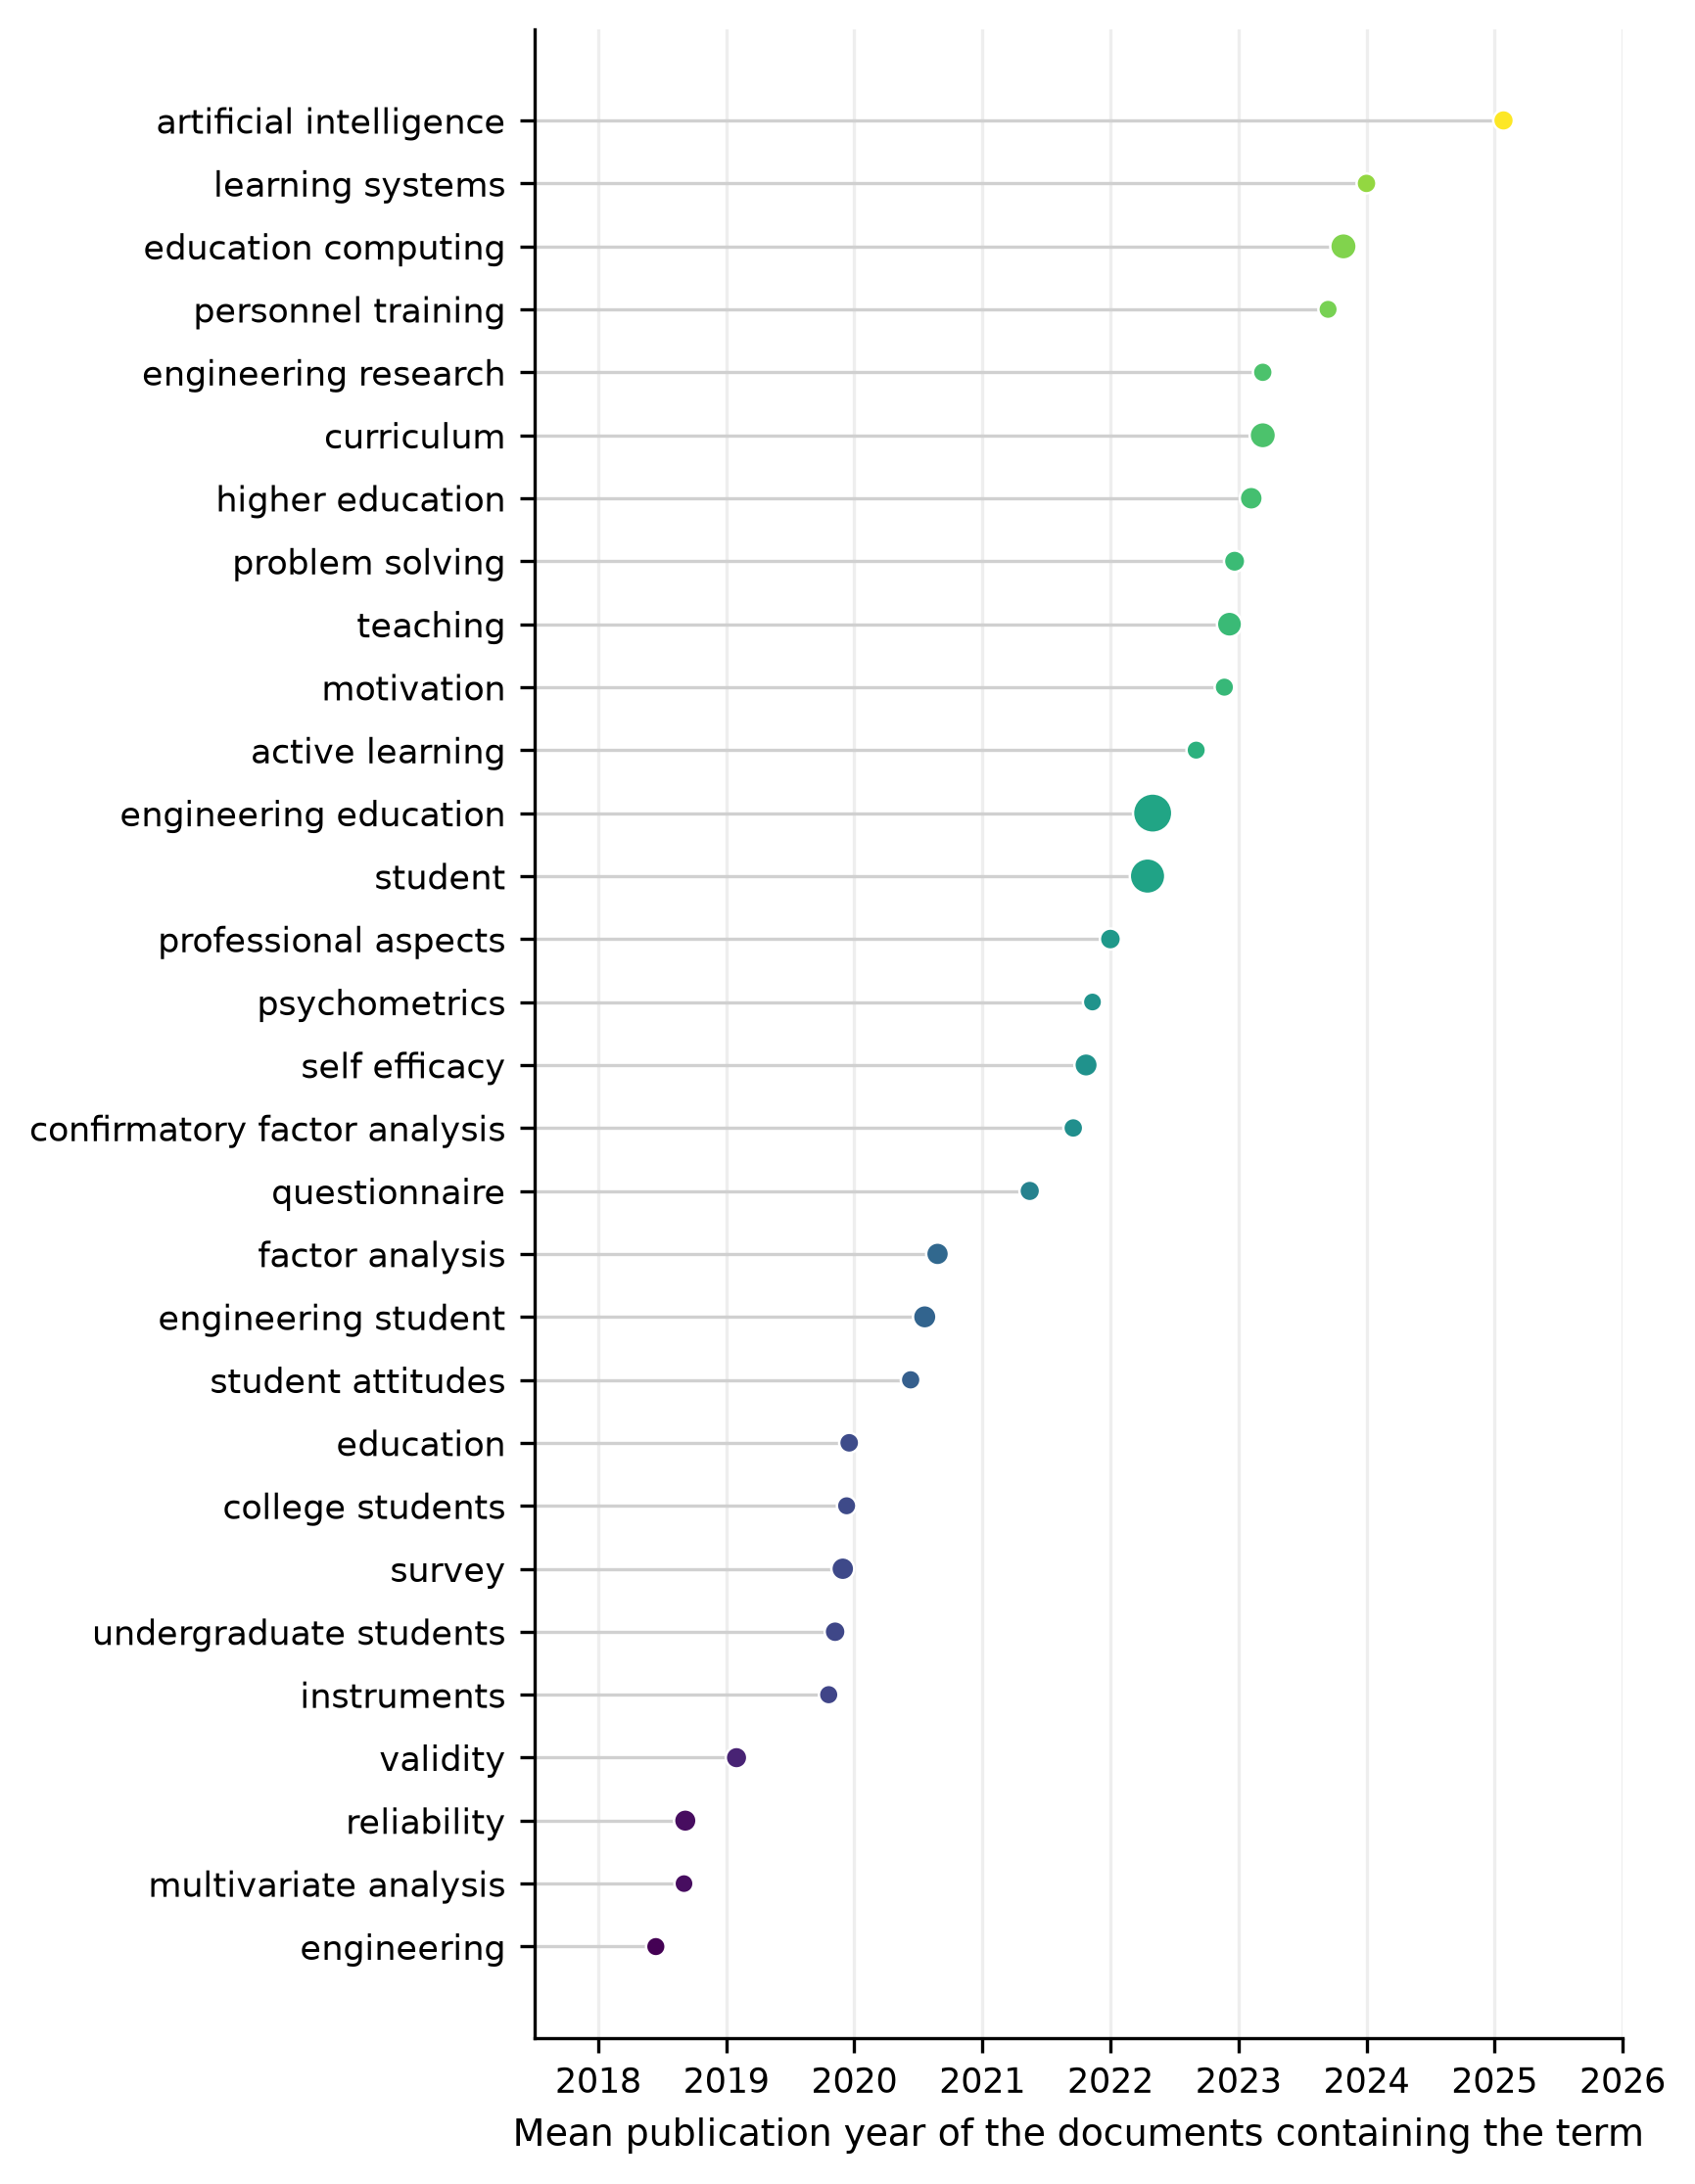 artificial intelligence
learning systems
education computing
personnel training
engineering research
curriculum
higher education
problem solving
teaching
motivation
active learning
engineering education
student
professional aspects
psychometrics
self efficacy
confirmatory factor analysis
questionnaire
factor analysis
engineering student
student attitudes
education
college students
survey
undergraduate students
instruments
validity
reliability
multivariate analysis
engineering
2018 2019 2020 2021 2022 2023 2024 2025 2026
Mean publication year of the documents containing the term